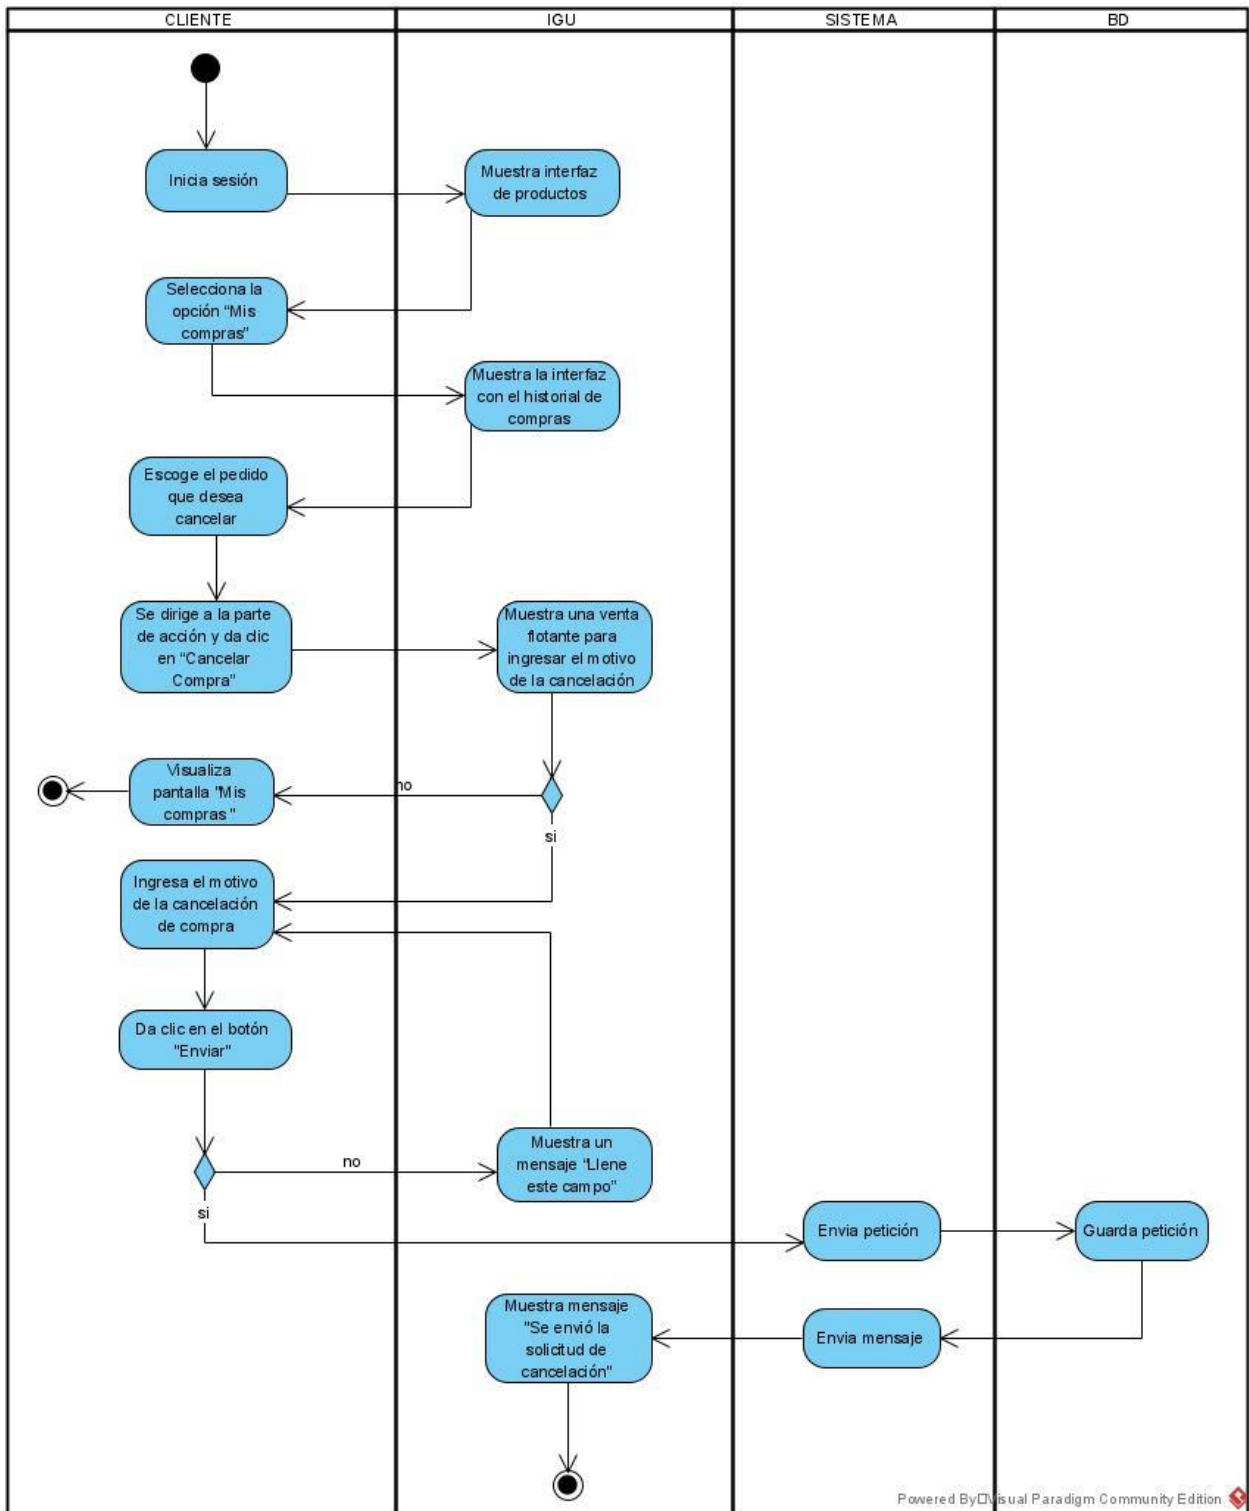 CLIENTE
IGU
SISTEMA
BD
Inicia sesión
Muestra interfaz
de productos
Selecciona la
opción “Mis
compras”
Muestra la interfaz
con el historial de
compras
Escoge el pedido
que desea
cancelar
Se dirige a la parte
de acción y da clic
en “Cancelar
Compra”
Muestra una venta
flotante para
ingresar el motivo
de la cancelación
Visualiza
pantalla "Mis
compras "
no
si
Ingresa el motivo
de la cancelación
de compra
Da clic en el botón
"Enviar"
no
si
Muestra un
mensaje “Llene
este campo”
Envia petición
Guarda petición
Muestra mensaje
"Se envió la
solicitud de
cancelación"
Envia mensaje
Powered By Visual Paradigm Community Edition